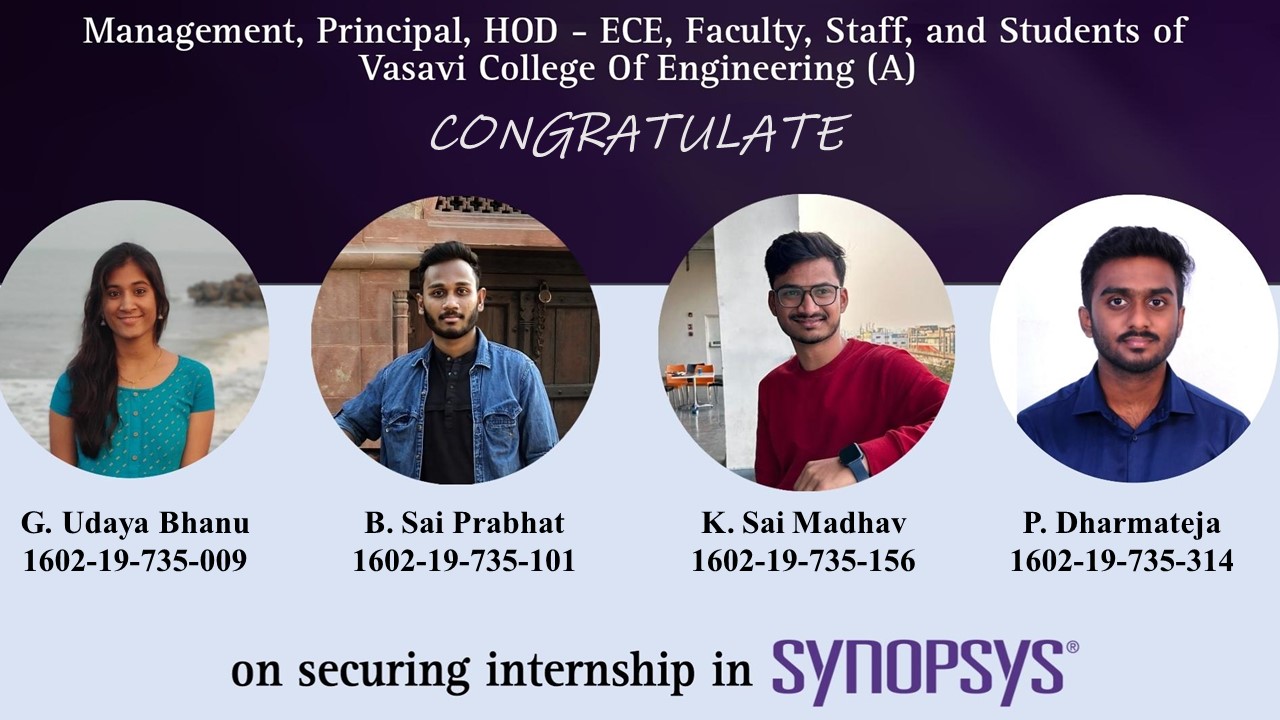 Management, Principal, HOD – ECE, Faculty, Staff, and Students of
Vasavi College Of Engineering (A)
CONGRATULATE
G. Udaya Bhanu
1602-19-735-009
B. Sai Prabhat
1602-19-735-101
K. Sai Madhav
1602-19-735-156
P. Dharmateja
1602-19-735-314
on securing internship in SYNOPSYS®